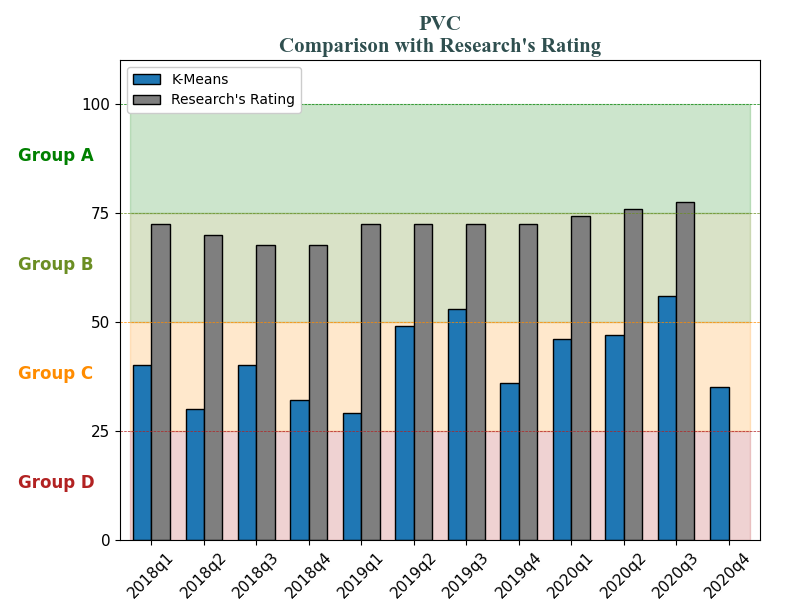 PVC
Comparison with Research's Rating
K-Means
Research's Rating
100
Group A
75
Group B
50
Group C
25
Group D
0
2018q1
2018q2
2018q3
2018q4
2019q1
2019q2
2019q3
2019q4
2020q1
2020q2
2020q3
2020q4